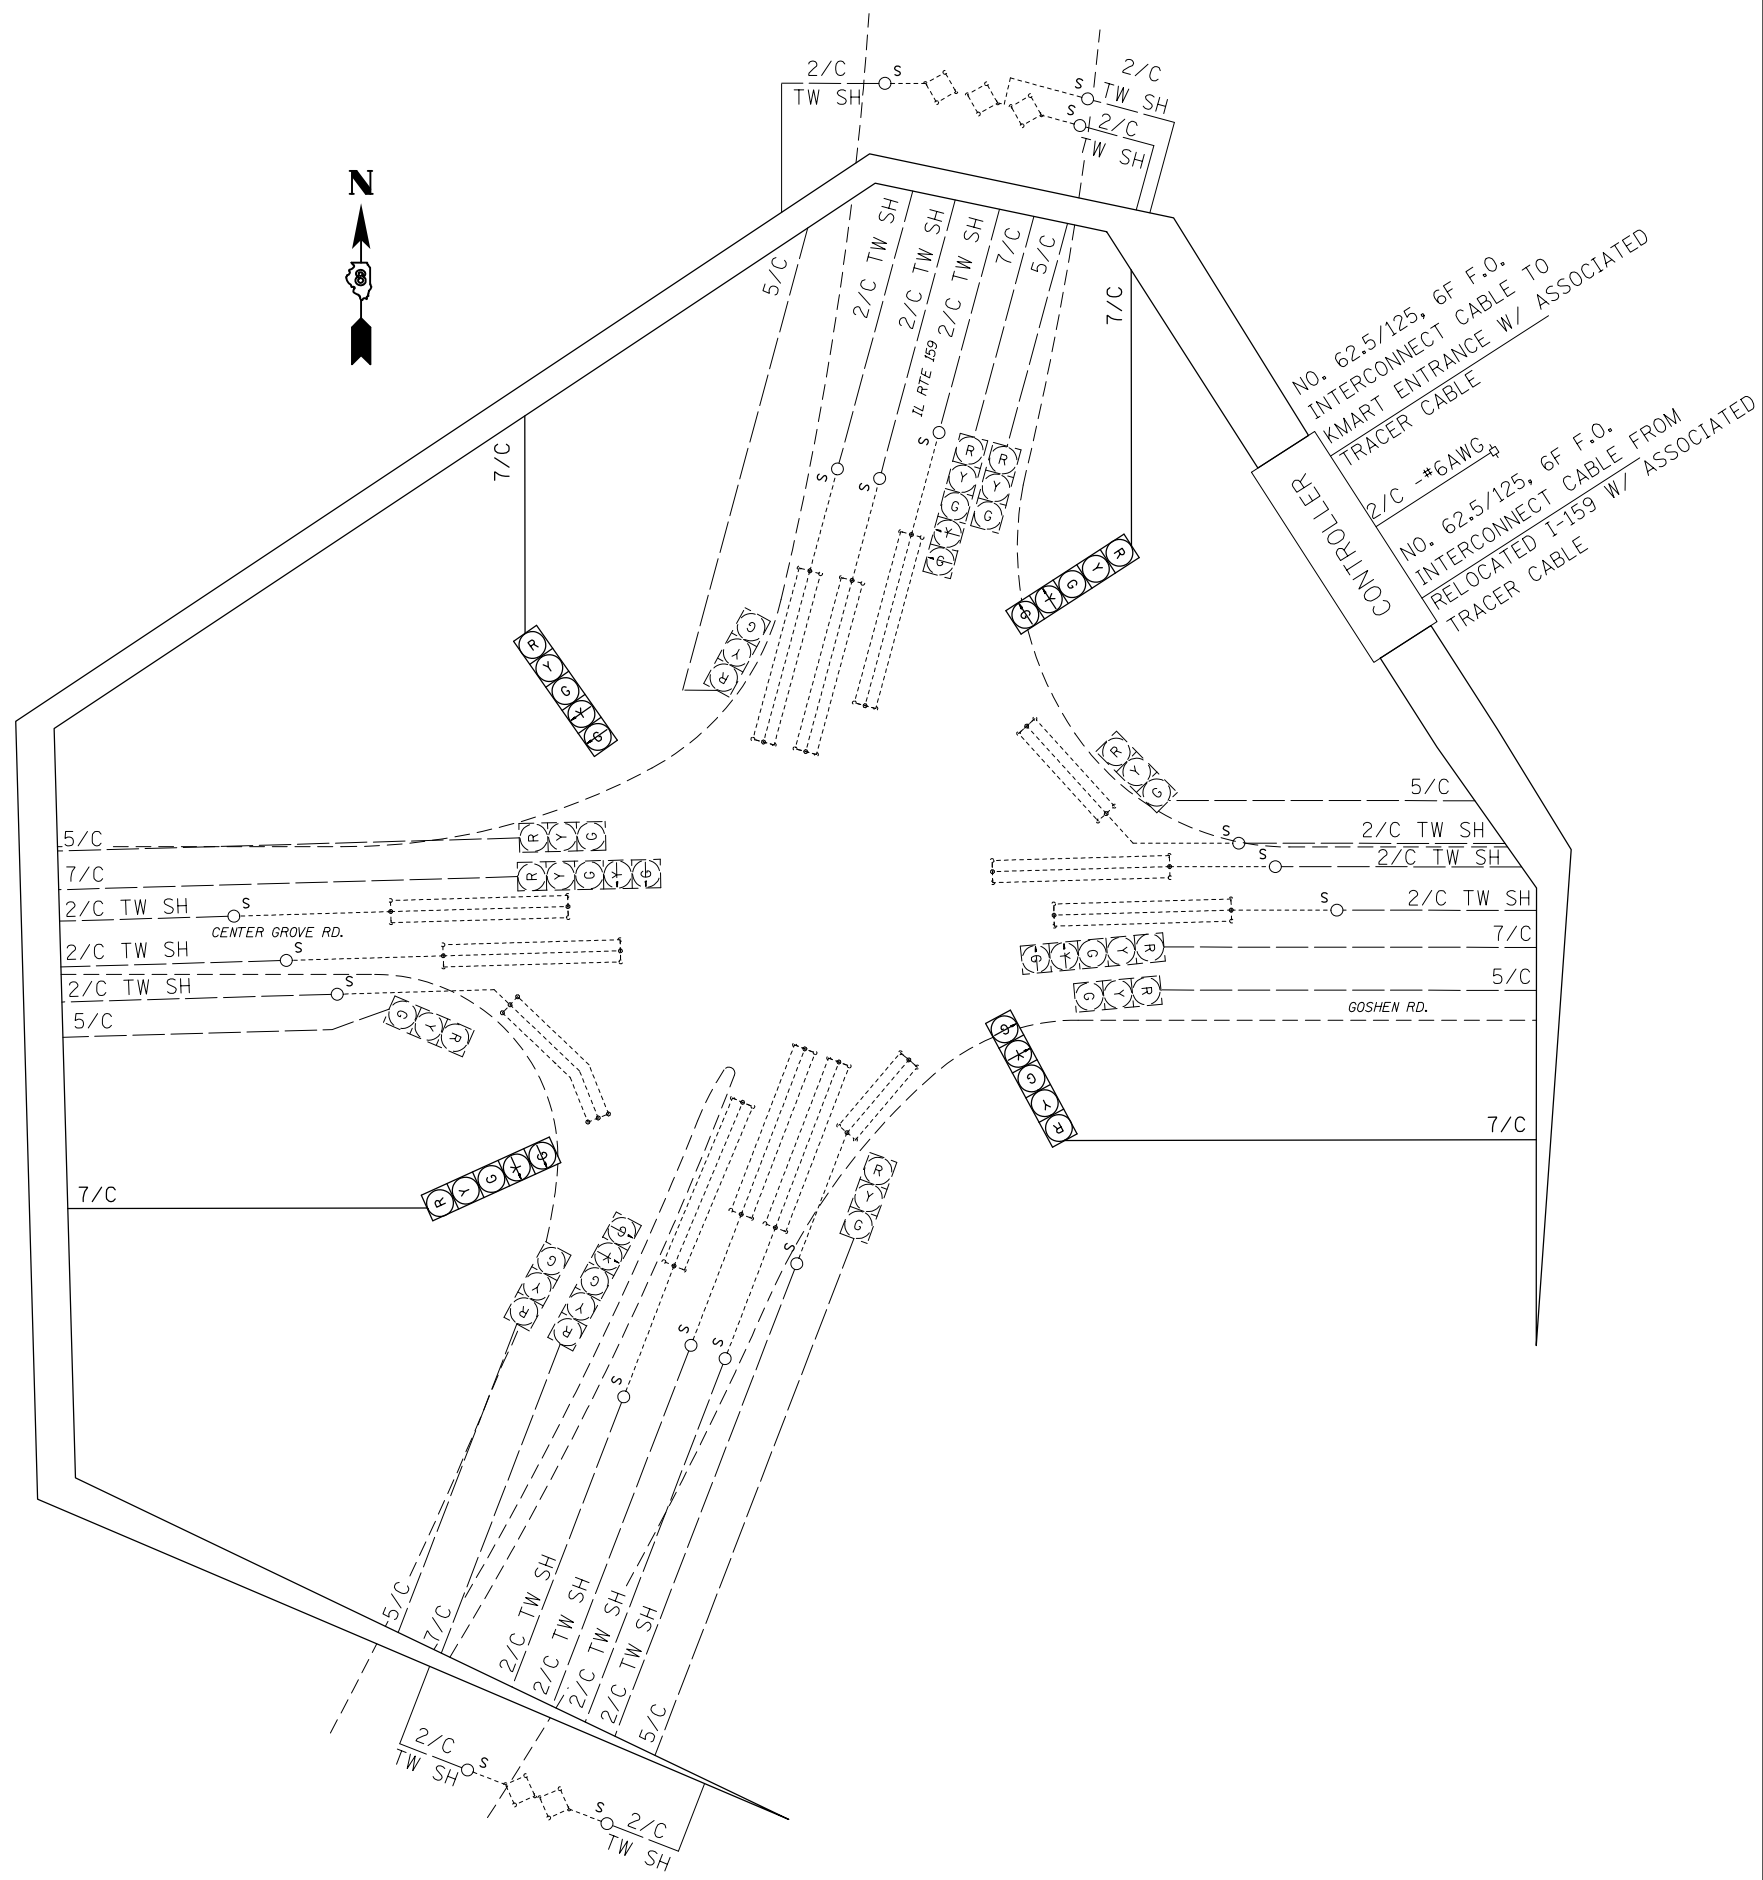 2/C
TW SH
S
S
2/C
TW SH
S
2/C
TW SH
N
8
5/C
2/C TW SH
2/C TW SH
2/C TW SH
7/C
5/C
7/C
IL RTE 159
NO. 62.5/125, 6F F.O.
INTERCONNECT CABLE TO
KMART ENTRANCE W/ ASSOCIATED
TRACER CABLE
2/C -#6AWG
NO. 62.5/125, 6F F.O.
INTERCONNECT CABLE FROM
RELOCATED I-159 W/ ASSOCIATED
TRACER CABLE
CONTROLLER
7/C
S
S
S
R Y G G
R Y G
R Y G G
R Y G G
R Y G
R Y G
5/C
5/C
R Y G
7/C
R Y G G
2/C TW SH
S
2/C TW SH
S
2/C TW SH
S
CENTER GROVE RD.
2/C TW SH
S
2/C TW SH
S
2/C TW SH
S
5/C
R Y G
7/C
R Y G G
5/C
R Y G
GOSHEN RD.
R Y G G
7/C
7/C
R Y G G
R Y G
R Y G G
R Y G
S
S
S
S
5/C
7/C
2/C TW SH
2/C TW SH
2/C TW SH
2/C TW SH
5/C
2/C
TW SH
S
S
2/C
TW SH